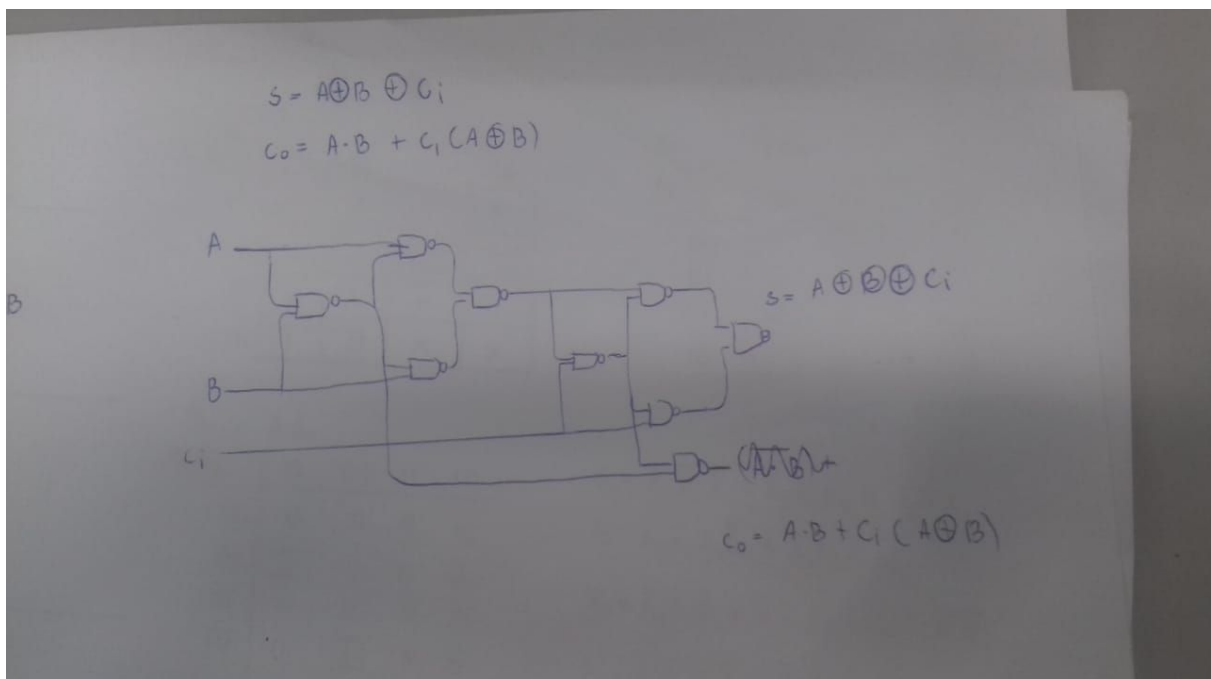 S = A⊕B ⊕ Ci
Co = A·B + Ci (A⊕B)
A
B
B
Ci
S = A ⊕ B ⊕ Ci
Co = A·B + Ci (A⊕B)